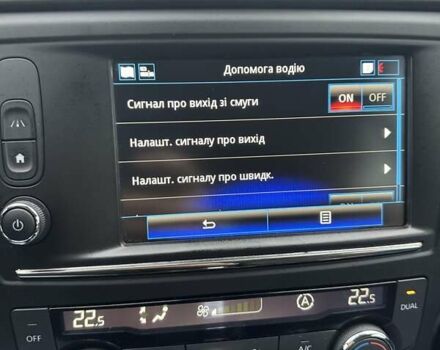 Допомога водію
Сигнал про вихід зі смуги ON OFF
Налашт. сигналу про вихід
Налашт. сигналу про швидк.
OFF 22.5 A 22.5 DUAL
A/C